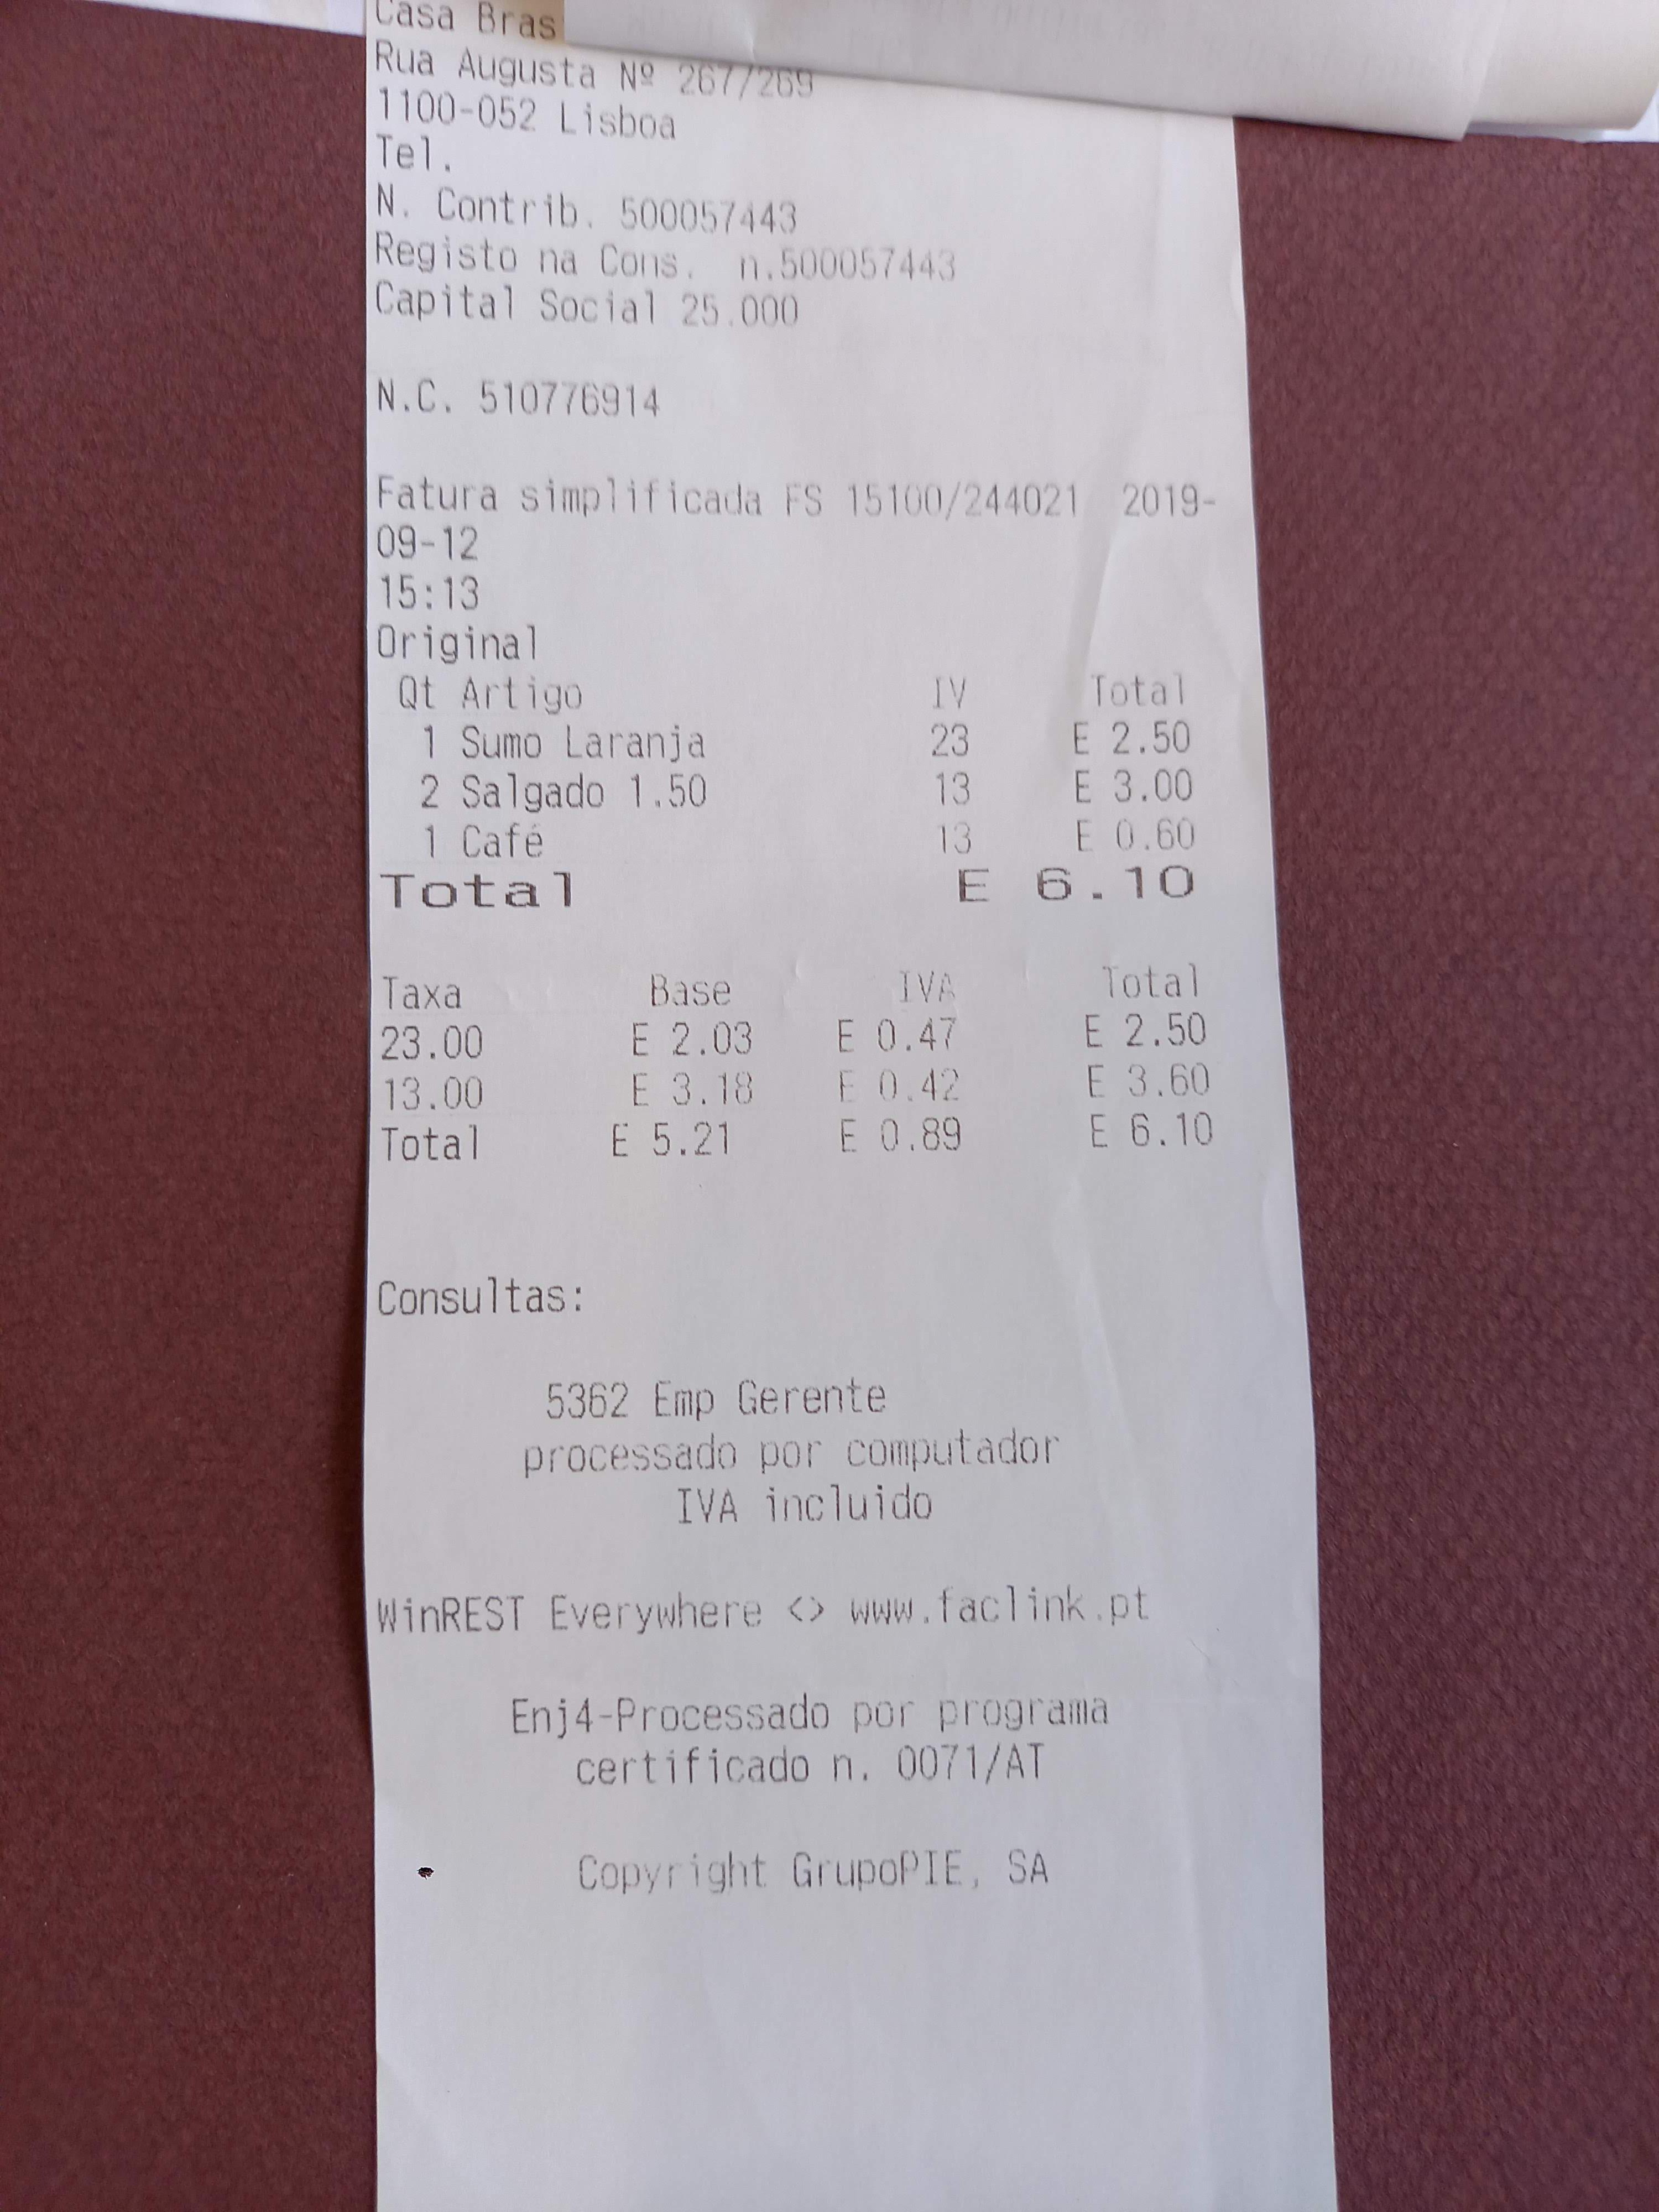 Casa Bras
Rua Augusta Nº 267/269
1100-052 Lisboa
Tel.
N. Contrib. 500057443
Registo na Cons. n.500057443
Capital Social 25.000
N.C. 510776914
Fatura simplificada FS 15100/244021 2019-
09-12
15:13
Original
Qt Artigo IV Total
1 Sumo Laranja 23 E 2.50
2 Salgado 1.50 13 E 3.00
1 Café 13 E 0.60
Total E 6.10
Taxa Base IVA Total
23.00 E 2.03 E 0.47 E 2.50
13.00 E 3.18 E 0.42 E 3.60
Total E 5.21 E 0.89 E 6.10
Consultas:
5362 Emp Gerente
processado por computador
IVA incluido
WinREST Everywhere <> www.faclink.pt
Enj4-Processado por programa
certificado n. 0071/AT
Copyright GrupoPIE, SA